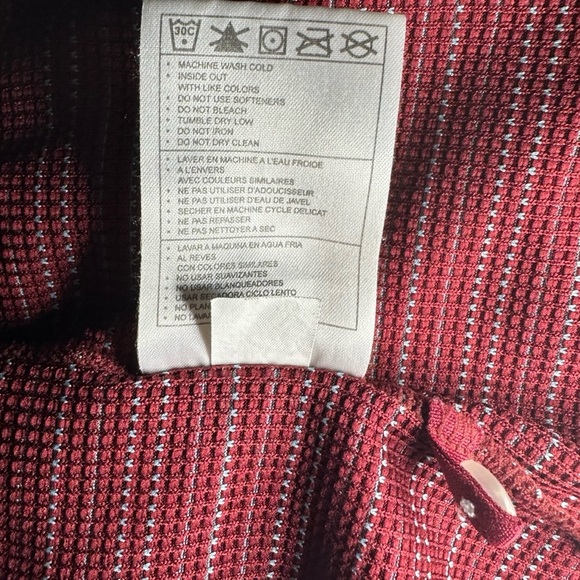 30C
• MACHINE WASH COLD
• INSIDE OUT
WITH LIKE COLORS
• DO NOT USE SOFTENERS
• DO NOT BLEACH
• TUMBLE DRY LOW
• DO NOT IRON
• DO NOT DRY CLEAN
• LAVER EN MACHINE A L'EAU FROIDE
• A L'ENVERS
AVEC COULEURS SIMILAIRES
• NE PAS UTILISER D'ADOUCISSEUR
• NE PAS UTILISER D'EAU DE JAVEL
• SECHER EN MACHINE CYCLE DELICAT
• NE PAS REPASSER
• NE PAS NETTOYER A SEC
• LAVAR A MAQUINA EN AGUA FRIA
• AL REVES
CON COLORES SIMILARES
• NO USAR SUAVIZANTES
• NO USAR BLANQUEADORES
• USAR SECADORA CICLO LENTO
• NO
• NO